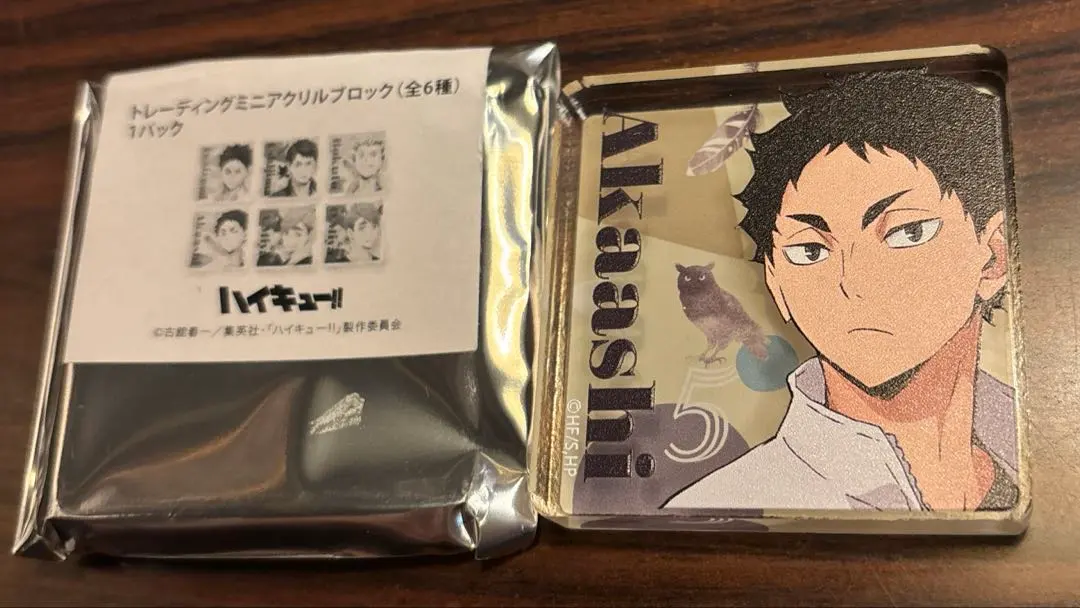 トレーディングミニアクリルブロック（全6種）
1パック
ハイキュー!!
©古舘春一／集英社・「ハイキュー!!」製作委員会
Akaashi
5
©HF/S,HP